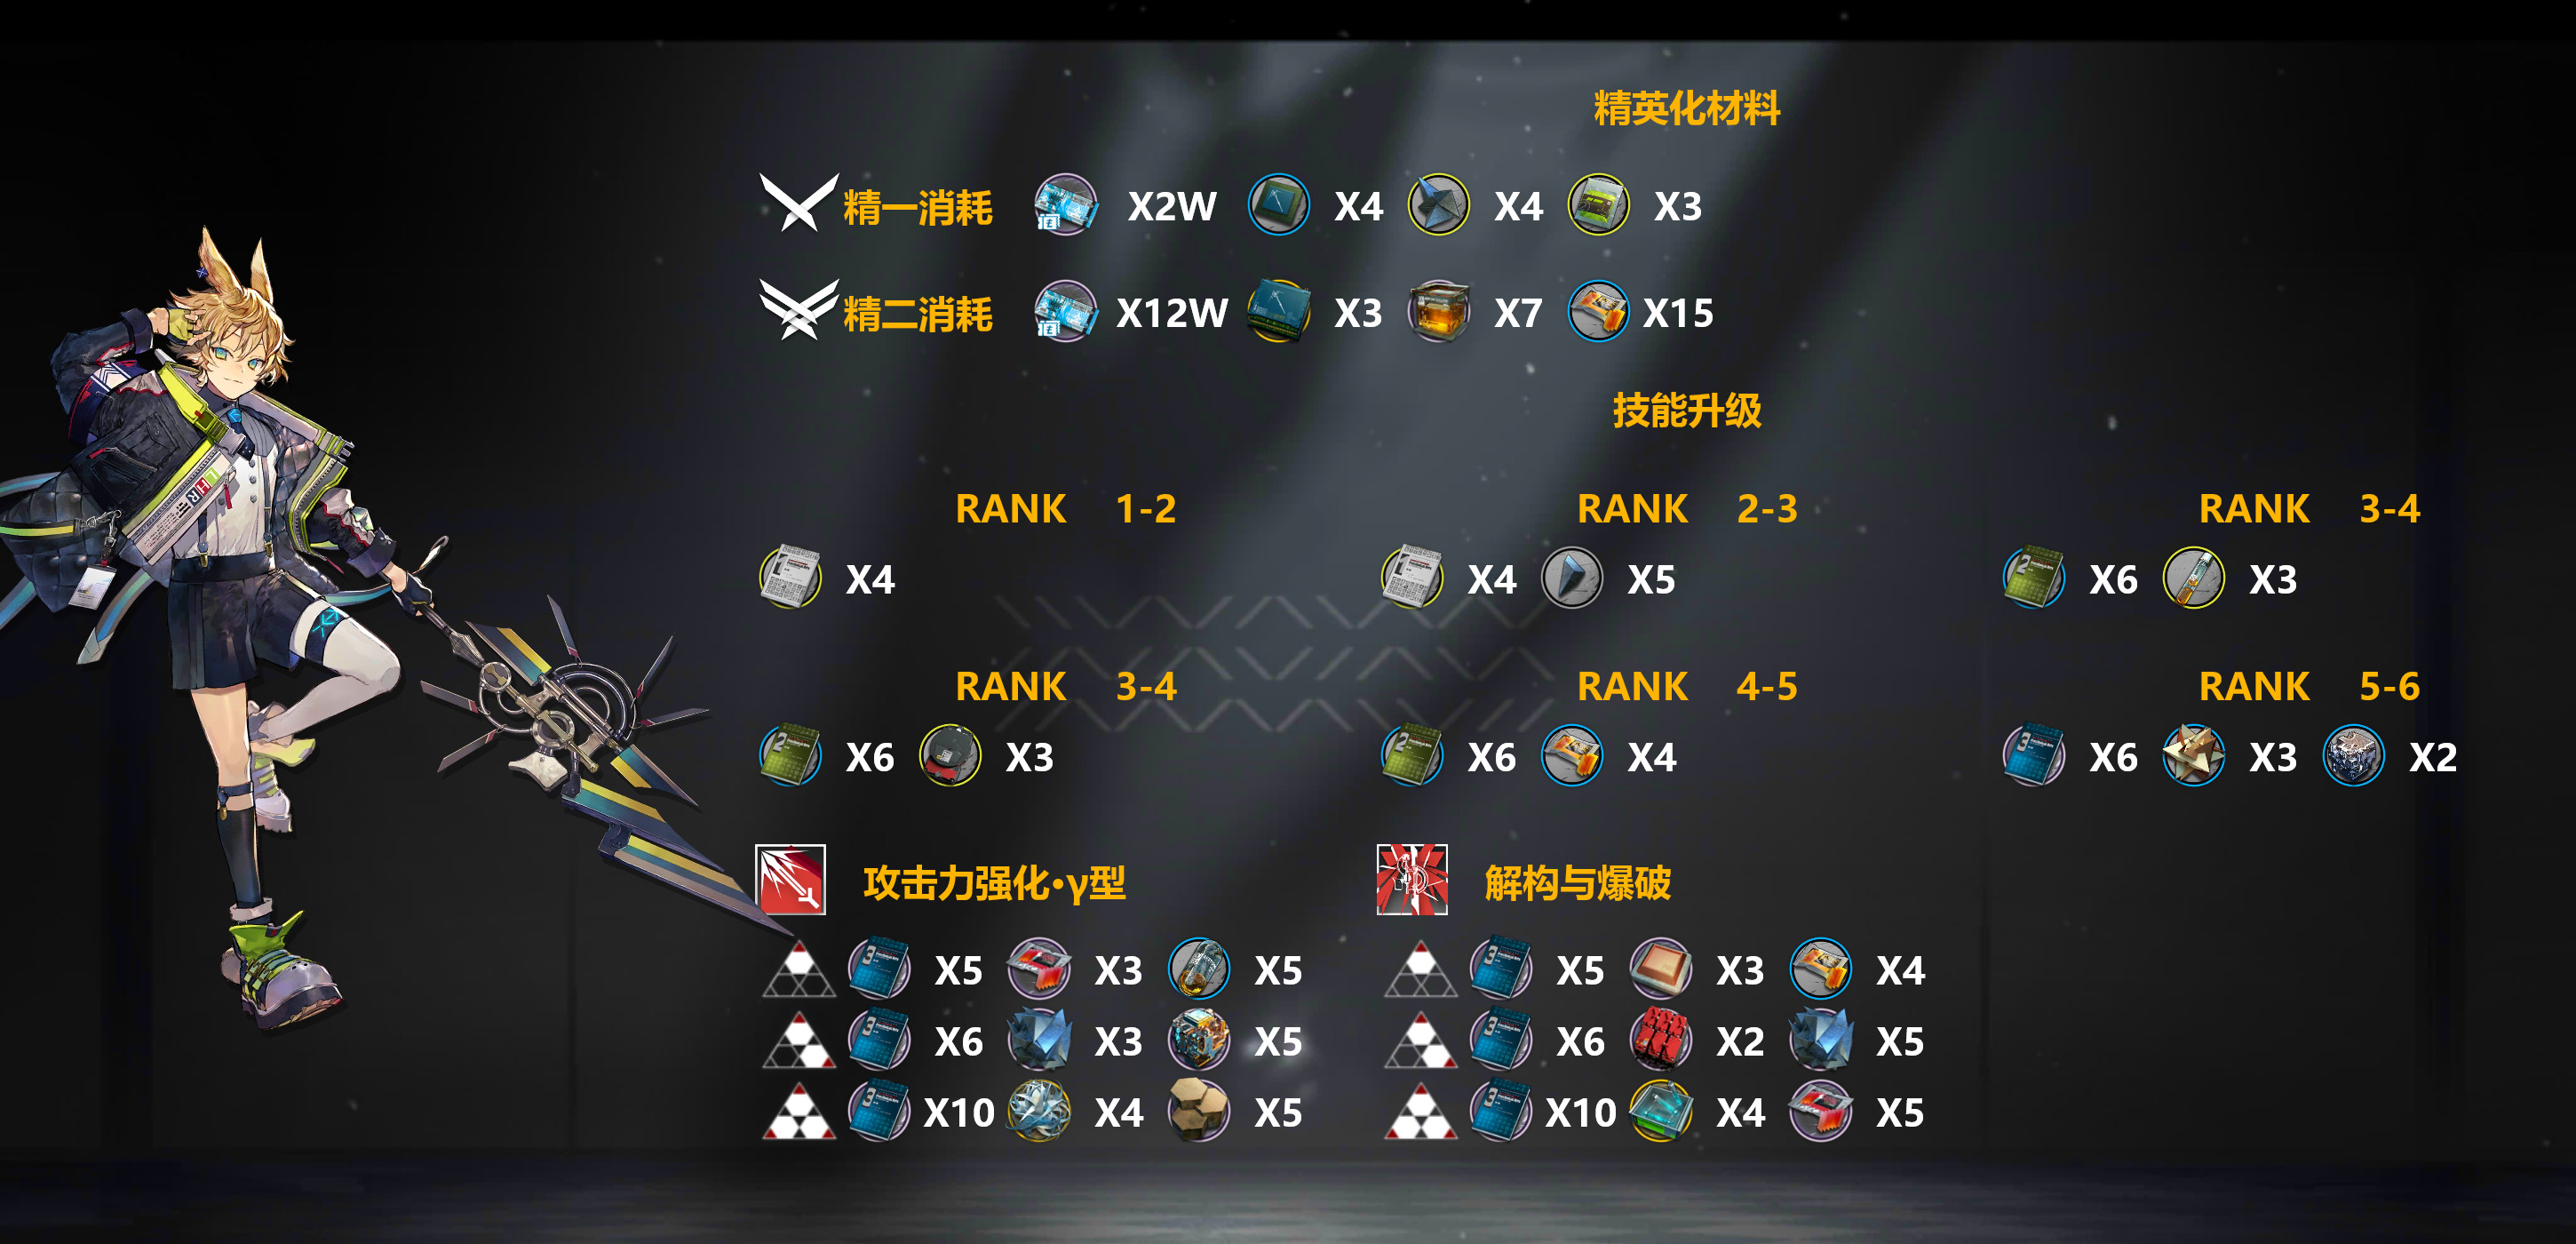 精英化材料
精一消耗 X2W X4 X4 X3
精二消耗 X12W X3 X7 X15
技能升级
RANK 1-2 RANK 2-3 RANK 3-4
X4 X4 X5 X6 X3
RANK 3-4 RANK 4-5 RANK 5-6
X6 X3 X6 X4 X6 X3 X2
攻击力强化·γ型 解构与爆破
X5 X3 X5 X5 X3 X4
X6 X3 X5 X6 X2 X5
X10 X4 X5 X10 X4 X5